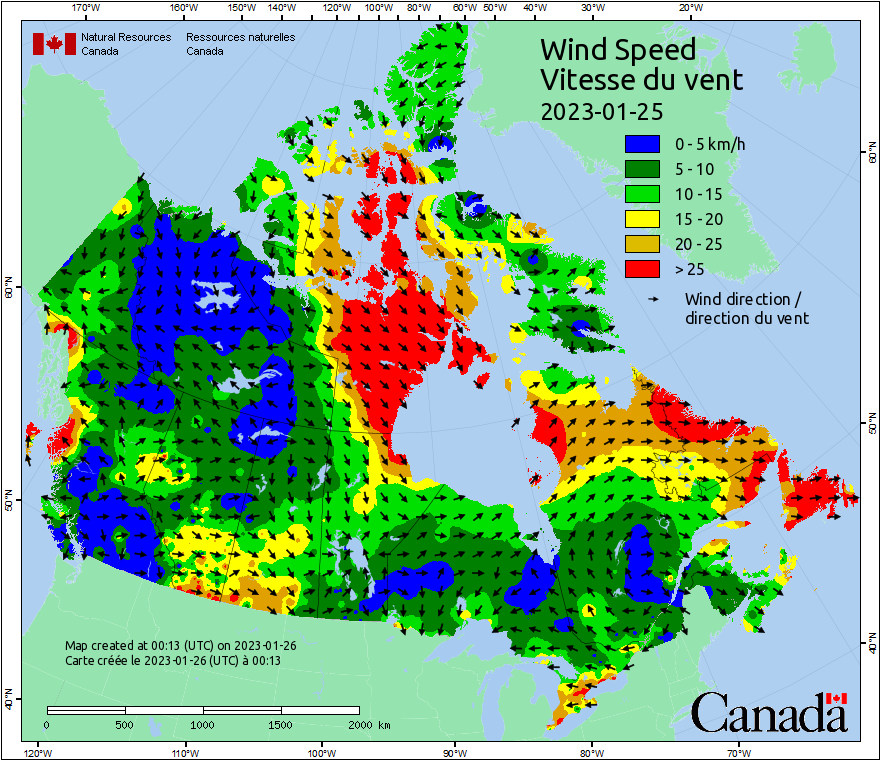 170°W 160°W 150°W 140°W 130°W 120°W 110°W 100°W 90°W 80°W 70°W 60°W 50°W 40°W 30°W 20°W
Natural Resources Canada
Ressources naturelles Canada
Wind Speed
Vitesse du vent
2023-01-25
0 - 5 km/h
5 - 10
10 - 15
15 - 20
20 - 25
> 25
Wind direction /
direction du vent
60°N
60°N
50°N
50°N
40°N
40°N
Map created at 00:13 (UTC) on 2023-01-26
Carte créée le 2023-01-26 (UTC) à 00:13
0 500 1000 1500 2000 km
Canada
120°W 110°W 100°W 90°W 80°W 70°W